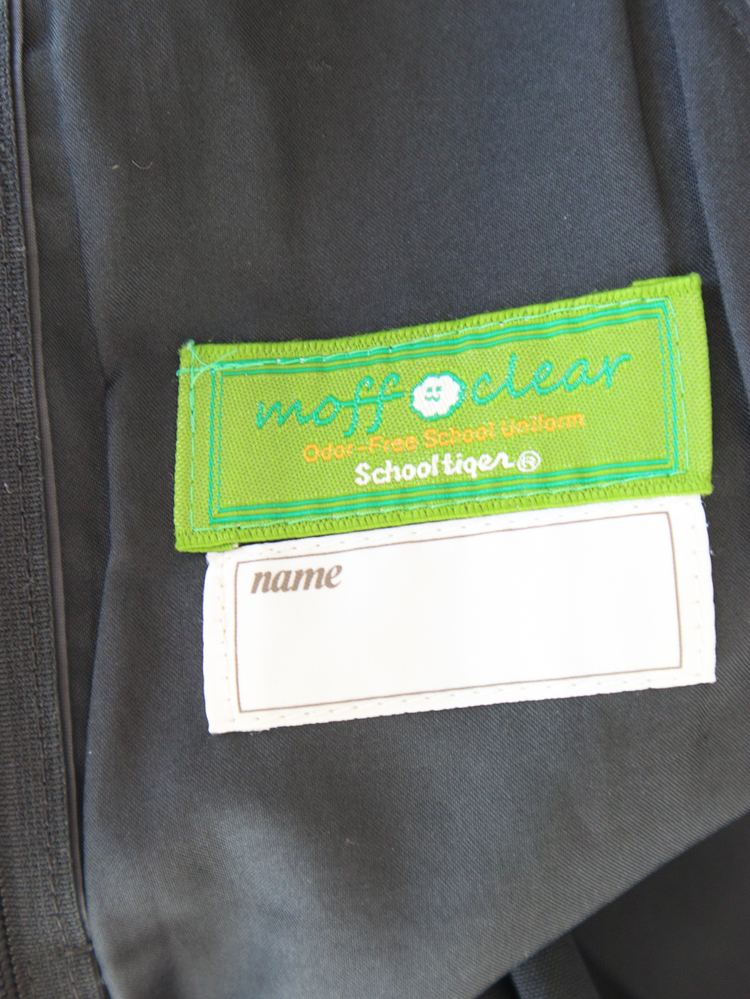 moff clear
Odor-Free School Uniform
Schooltiger®
name